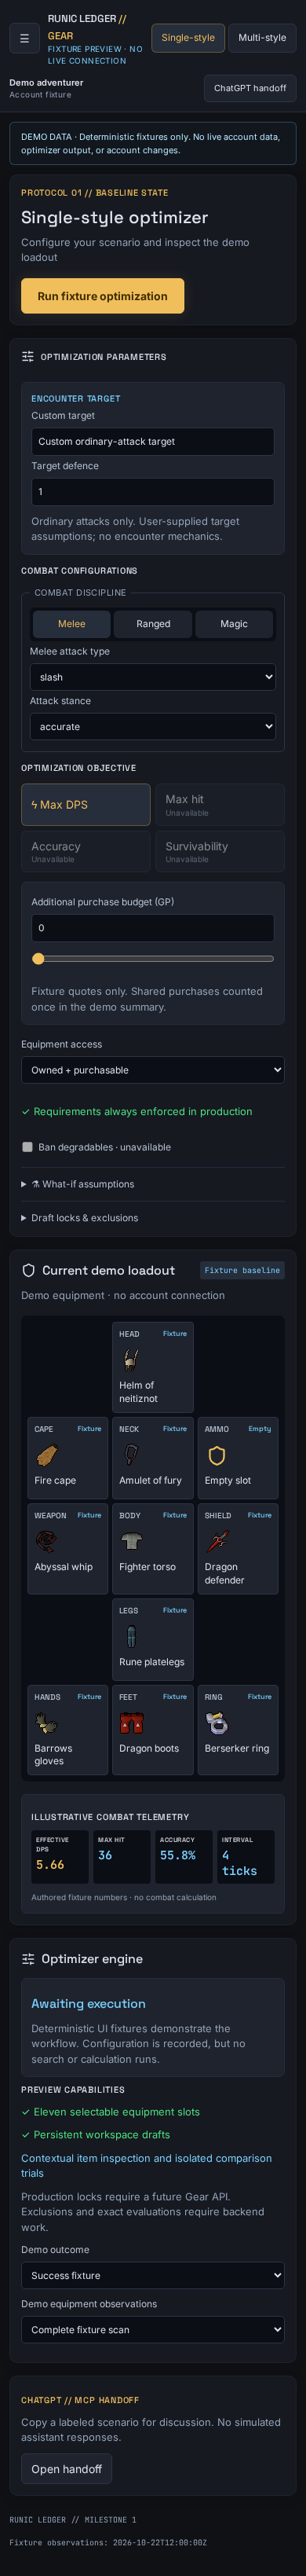 ☰
RUNIC LEDGER //
GEAR
FIXTURE PREVIEW · NO
LIVE CONNECTION
Single-style
Multi-style
Demo adventurer
Account fixture
ChatGPT handoff
DEMO DATA · Deterministic fixtures only. No live account data,
optimizer output, or account changes.
PROTOCOL 01 // BASELINE STATE
Single-style optimizer
Configure your scenario and inspect the demo
loadout
Run fixture optimization
OPTIMIZATION PARAMETERS
ENCOUNTER TARGET
Custom target
Custom ordinary-attack target
Target defence
1
Ordinary attacks only. User-supplied target
assumptions; no encounter mechanics.
COMBAT CONFIGURATIONS
COMBAT DISCIPLINE
Melee
Ranged
Magic
Melee attack type
slash
Attack stance
accurate
OPTIMIZATION OBJECTIVE
ϟ Max DPS
Max hit
Unavailable
Accuracy
Unavailable
Survivability
Unavailable
Additional purchase budget (GP)
0
Fixture quotes only. Shared purchases counted
once in the demo summary.
Equipment access
Owned + purchasable
✓ Requirements always enforced in production
Ban degradables · unavailable
▶ ⚗ What-if assumptions
▶ Draft locks & exclusions
Current demo loadout
Fixture baseline
Demo equipment · no account connection
HEAD Fixture
Helm of
neitiznot
CAPE Fixture
Fire cape
NECK Fixture
Amulet of fury
AMMO Empty
Empty slot
WEAPON Fixture
Abyssal whip
BODY Fixture
Fighter torso
SHIELD Fixture
Dragon
defender
LEGS Fixture
Rune platelegs
HANDS Fixture
Barrows
gloves
FEET Fixture
Dragon boots
RING Fixture
Berserker ring
ILLUSTRATIVE COMBAT TELEMETRY
EFFECTIVE
DPS
5.66
MAX HIT
36
ACCURACY
55.8%
INTERVAL
4
ticks
Authored fixture numbers · no combat calculation
Optimizer engine
Awaiting execution
Deterministic UI fixtures demonstrate the
workflow. Configuration is recorded, but no
search or calculation runs.
PREVIEW CAPABILITIES
✓ Eleven selectable equipment slots
✓ Persistent workspace drafts
Contextual item inspection and isolated comparison
trials
Production locks require a future Gear API.
Exclusions and exact evaluations require backend
work.
Demo outcome
Success fixture
Demo equipment observations
Complete fixture scan
CHATGPT // MCP HANDOFF
Copy a labeled scenario for discussion. No simulated
assistant responses.
Open handoff
RUNIC LEDGER // MILESTONE 1
Fixture observations: 2026-10-22T12:00:00Z